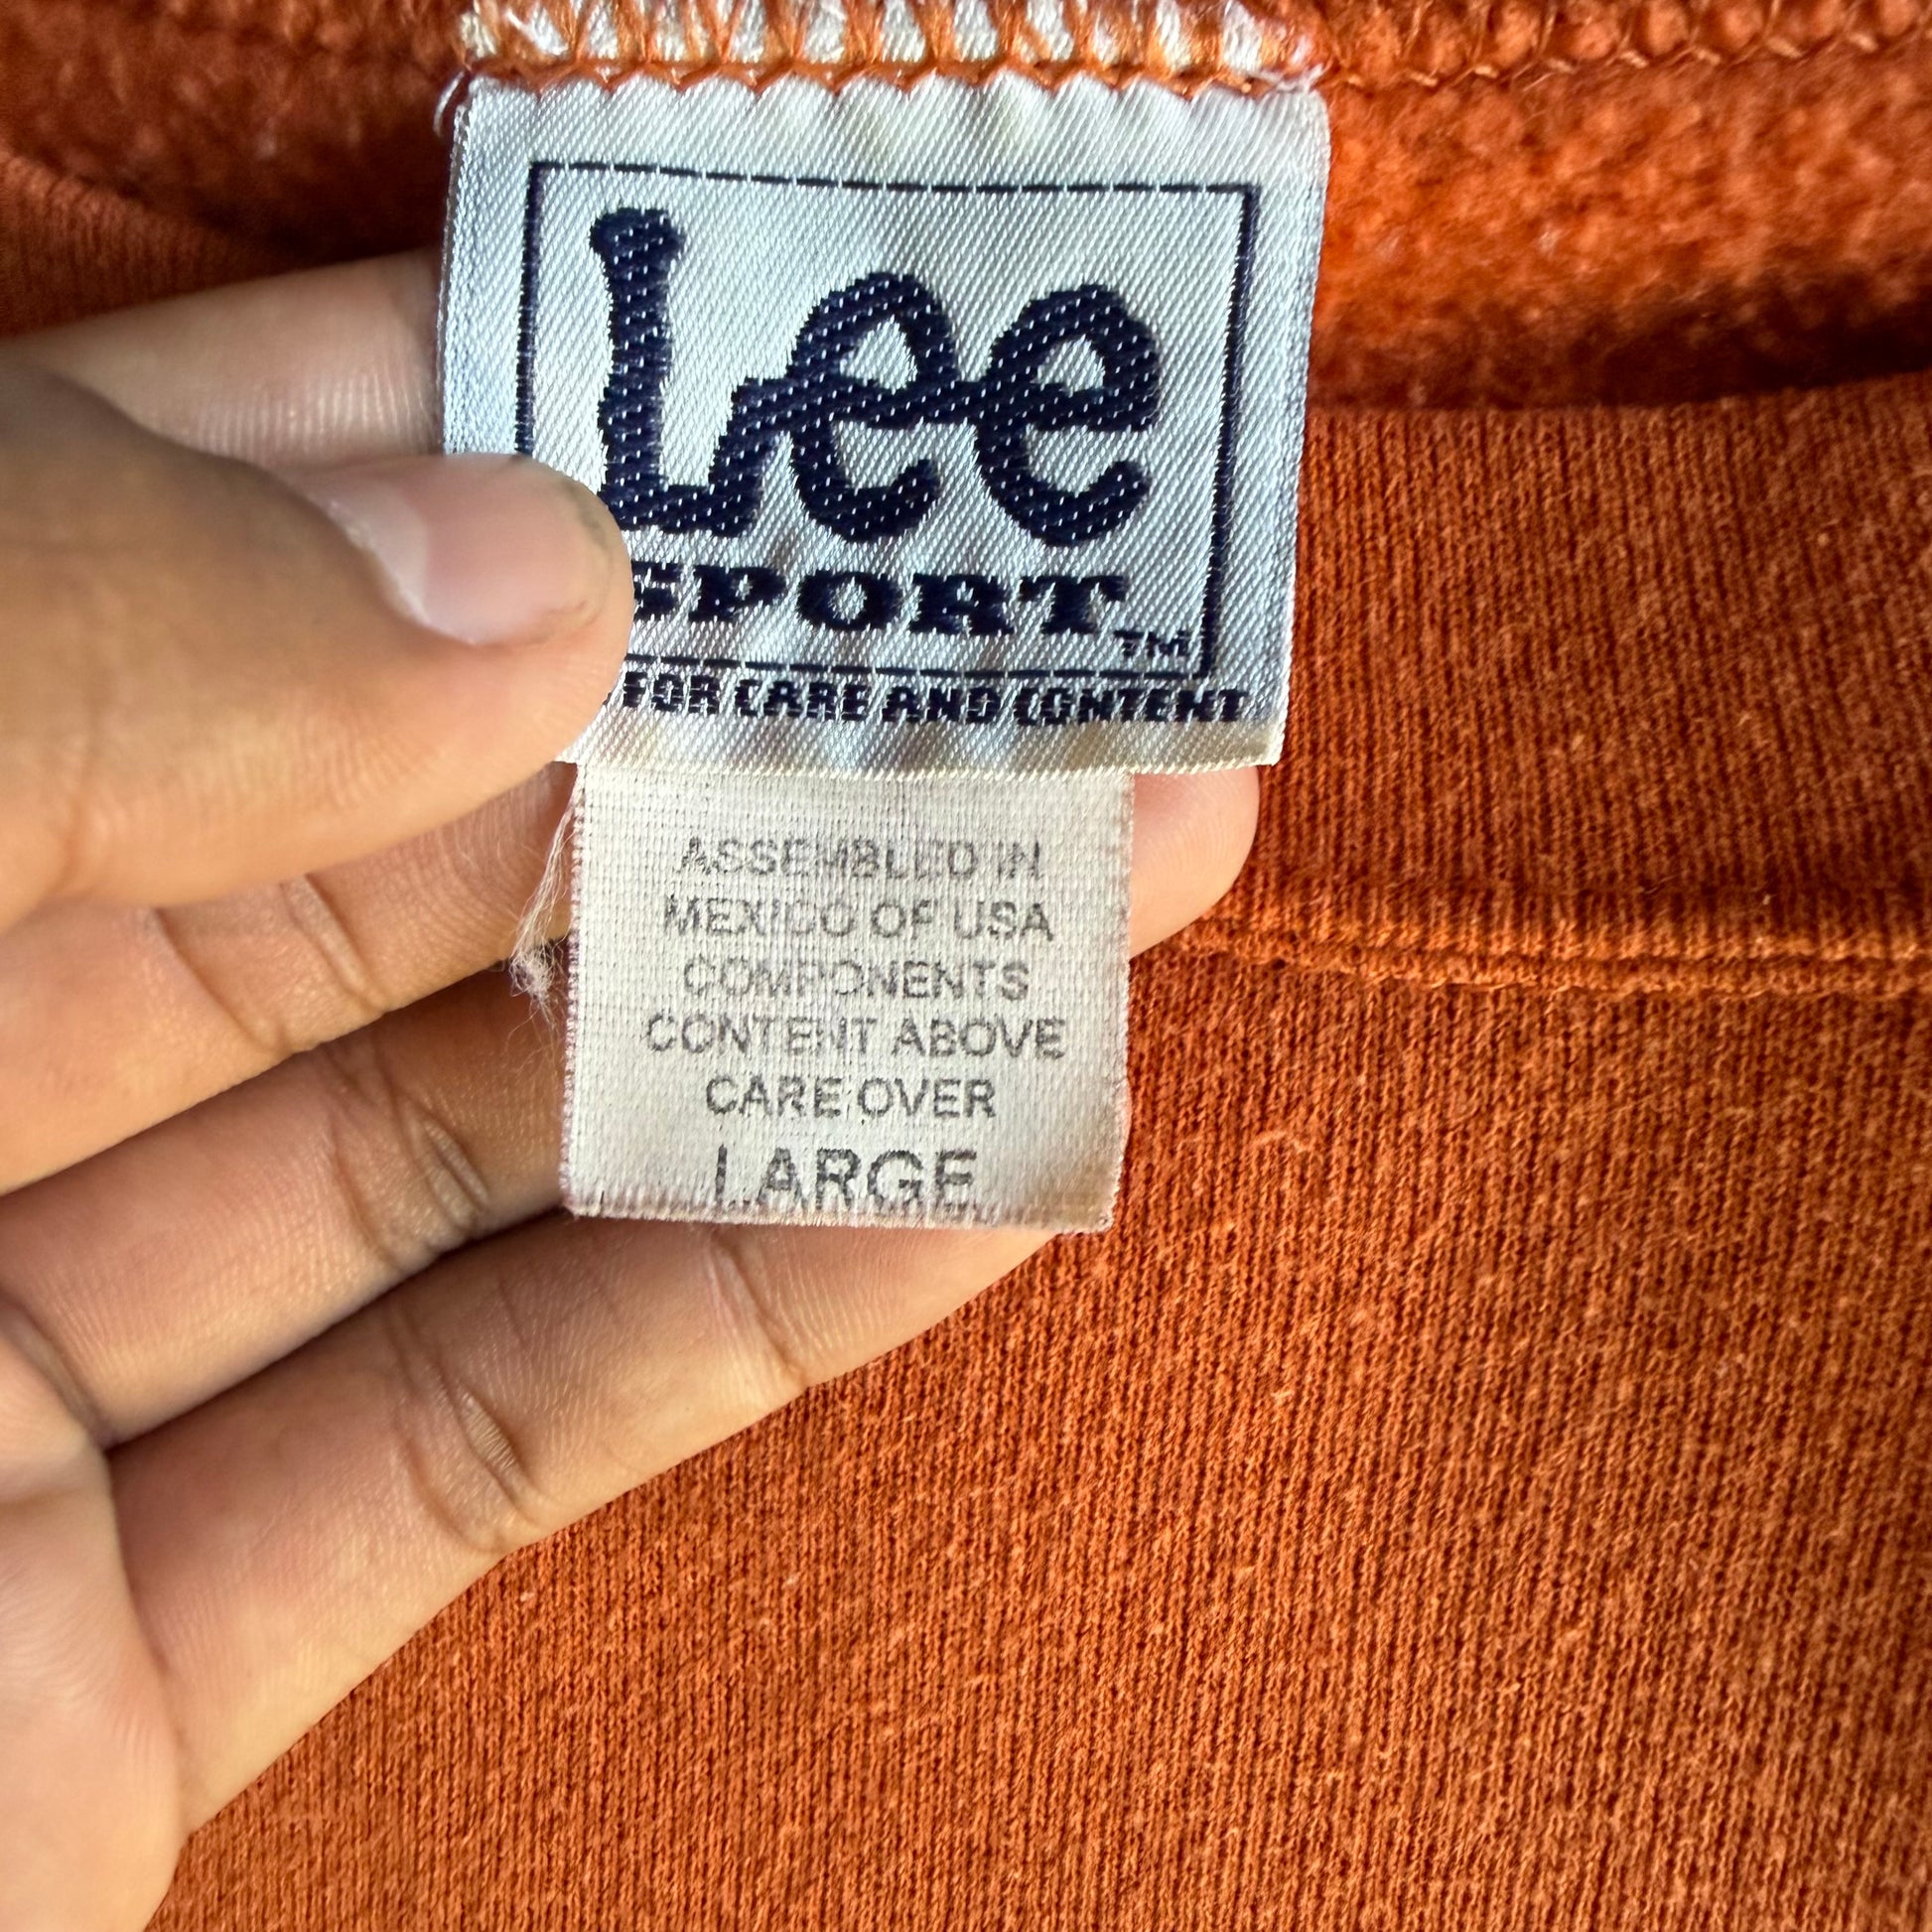 Lee
SPORT
TM
FOR CARE AND CONTENT
ASSEMBLED IN
MEXICO OF USA
COMPONENTS
CONTENT ABOVE
CARE OVER
LARGE